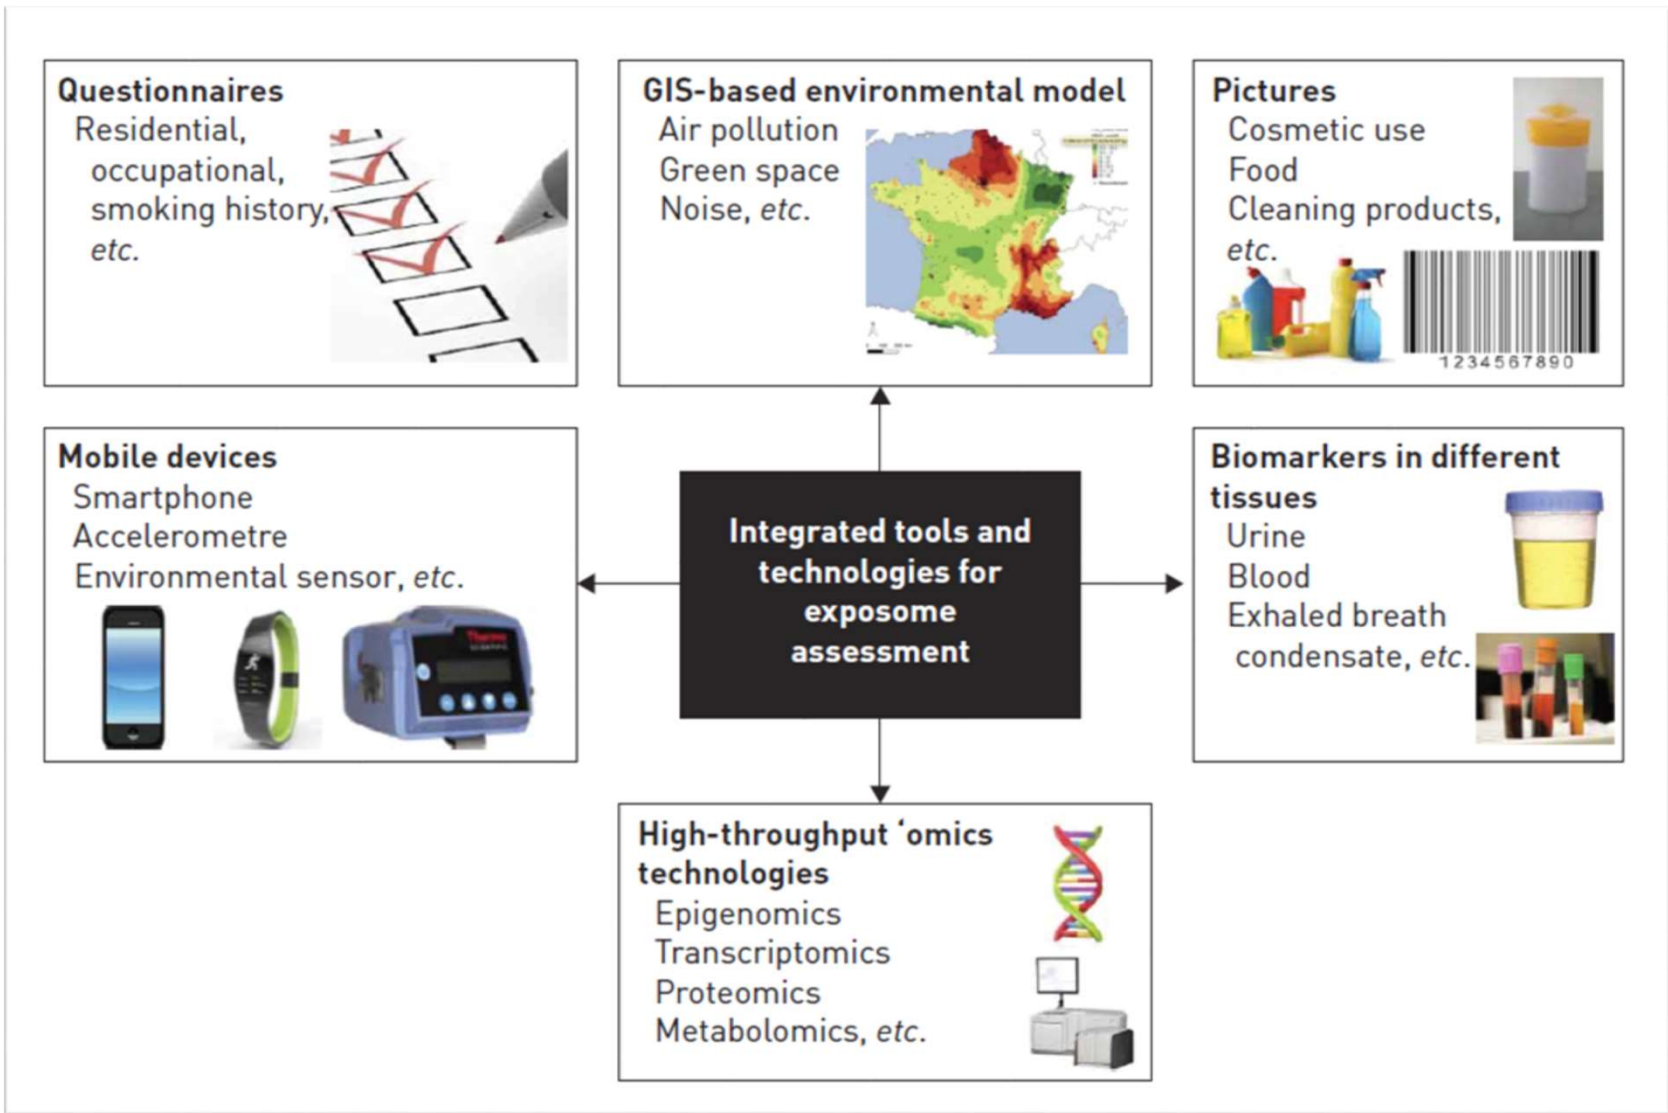 Questionnaires
Residential,
occupational,
smoking history,
etc.
GIS-based environmental model
Air pollution
Green space
Noise, etc.
Pictures
Cosmetic use
Food
Cleaning products,
etc.
1234567890
Mobile devices
Smartphone
Accelerometre
Environmental sensor, etc.
Thermo
SCIENTIFIC
Integrated tools and
technologies for
exposome
assessment
Biomarkers in different
tissues
Urine
Blood
Exhaled breath
condensate, etc.
High-throughput ‘omics
technologies
Epigenomics
Transcriptomics
Proteomics
Metabolomics, etc.